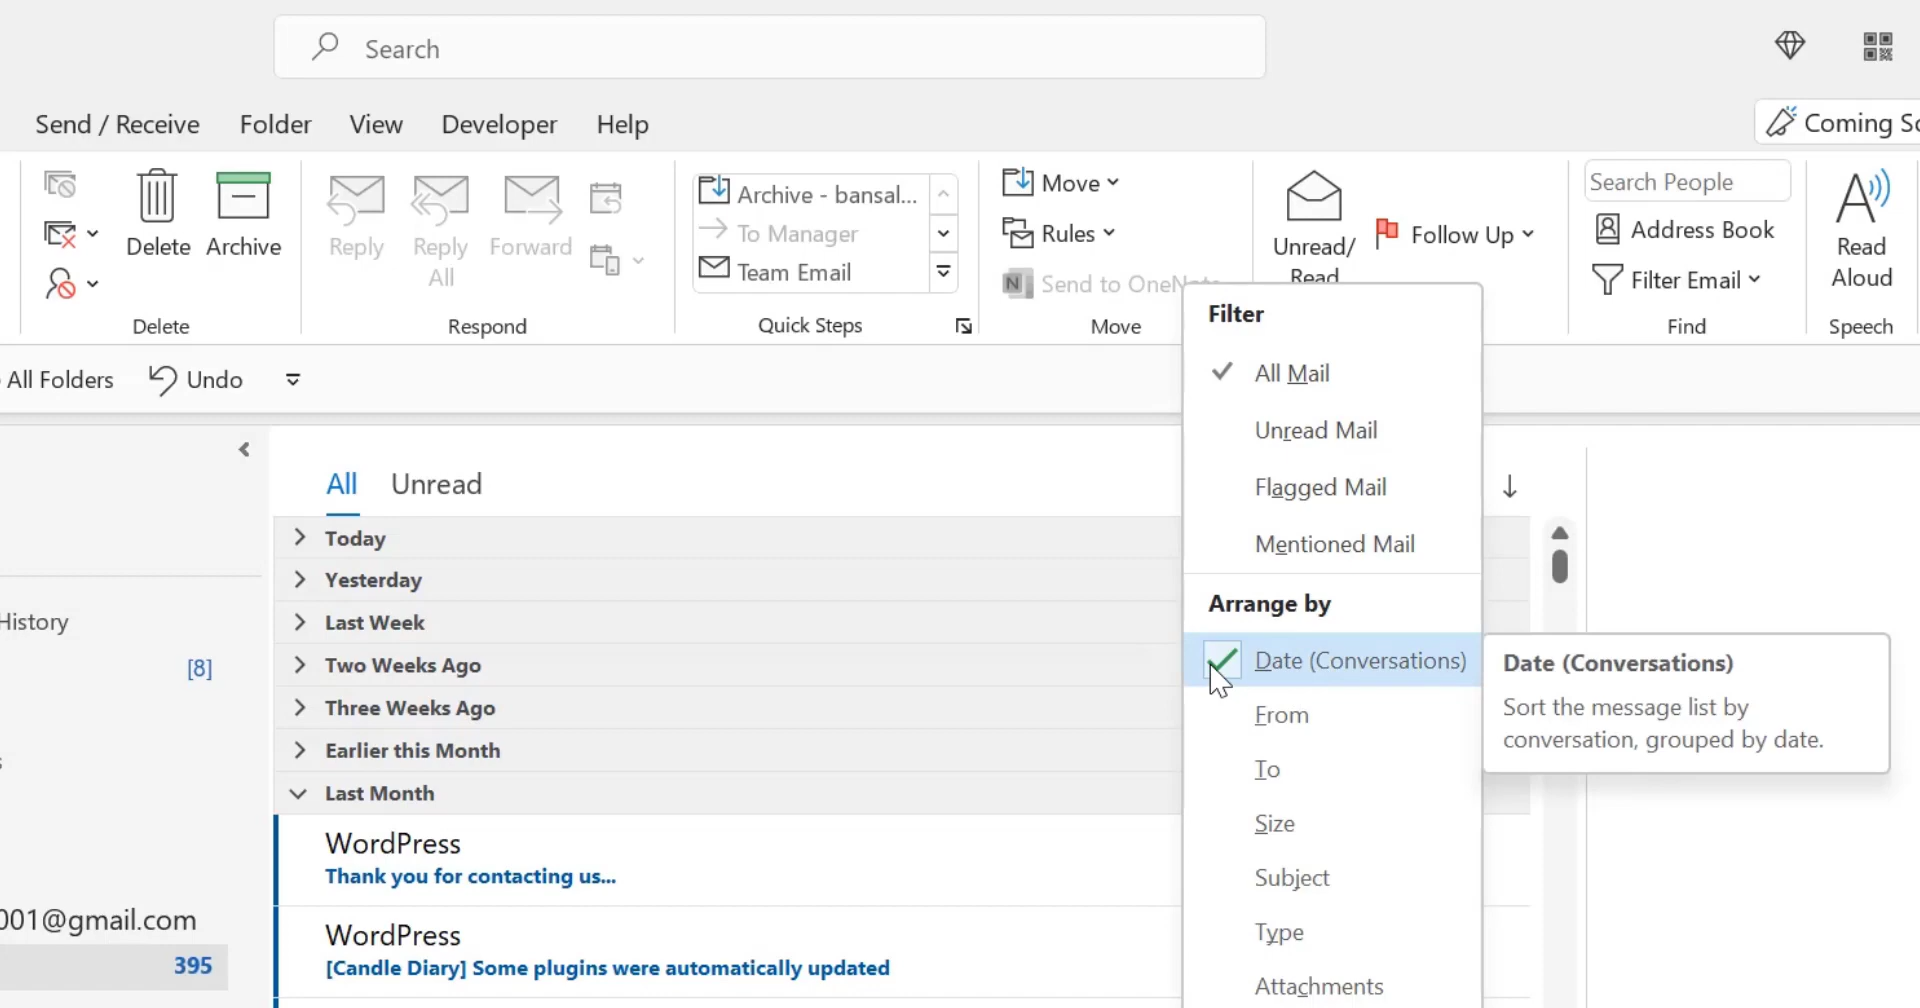 Search
Send / Receive
Folder
View
Developer
Help
Coming
Delete
Archive
Reply
Reply
All
Forward
Archive - bansal...
To Manager
Team Email
Move
Rules
Send to
Unread/
Read
Follow Up
Search People
Address Book
Filter Email
Read
Aloud
Delete
Respond
Quick Steps
Move
Find
Speech
All Folders
Undo
All
Unread
Today
Yesterday
Last Week
Two Weeks Ago
Three Weeks Ago
Earlier this Month
Last Month
WordPress
Thank you for contacting us...
WordPress
[Candle Diary] Some plugins were automatically updated
History
[8]
001@gmail.com
395
Filter
All Mail
Unread Mail
Flagged Mail
Mentioned Mail
Arrange by
Date (Conversations)
From
To
Size
Subject
Type
Attachments
Date (Conversations)
Sort the message list by
conversation, grouped by date.